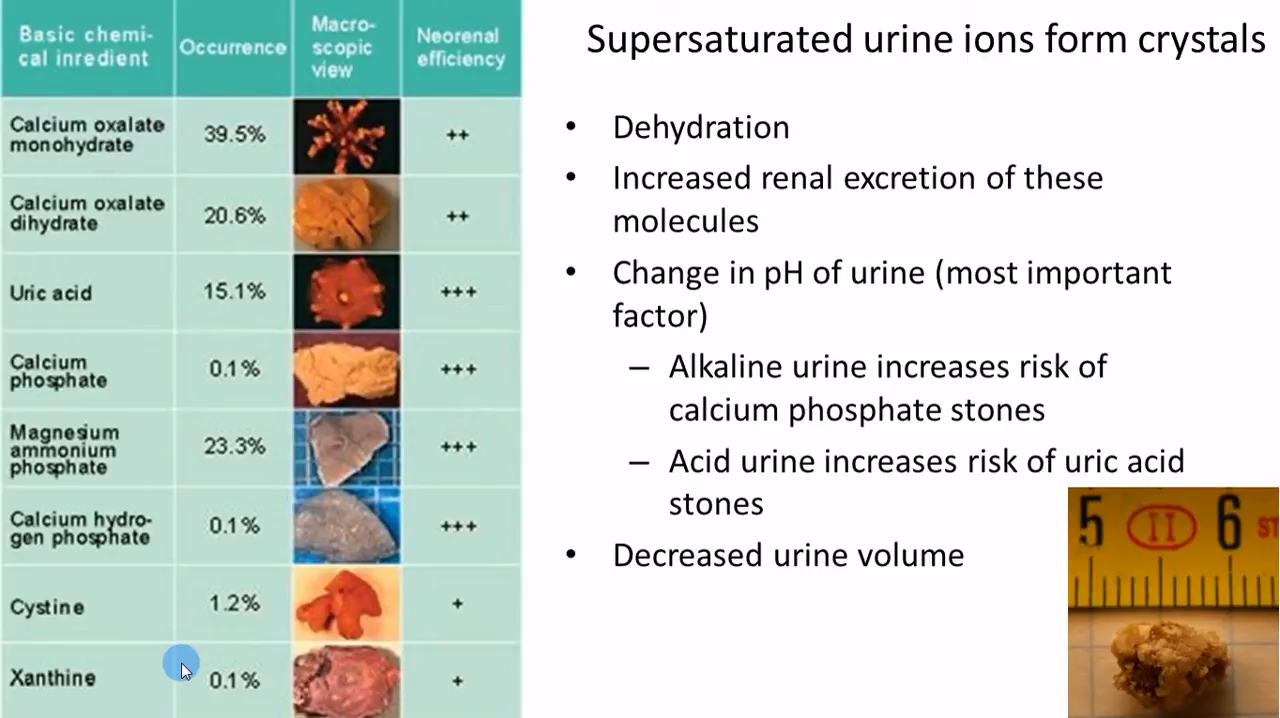 Supersaturated urine ions form crystals
Basic chemi-
cal inredient
Occurrence
Macro-
scopic
view
Neorenal
efficiency
Calcium oxalate
monohydrate
39.5%
++
Calcium oxalate
dihydrate
20.6%
++
Uric acid
15.1%
+++
Calcium
phosphate
0.1%
+++
Magnesium
ammonium
phosphate
23.3%
+++
Calcium hydro-
gen phosphate
0.1%
+++
Cystine
1.2%
+
Xanthine
0.1%
+
• Dehydration
• Increased renal excretion of these
molecules
• Change in pH of urine (most important
factor)
– Alkaline urine increases risk of
calcium phosphate stones
– Acid urine increases risk of uric acid
stones
• Decreased urine volume
5 II 6 ST